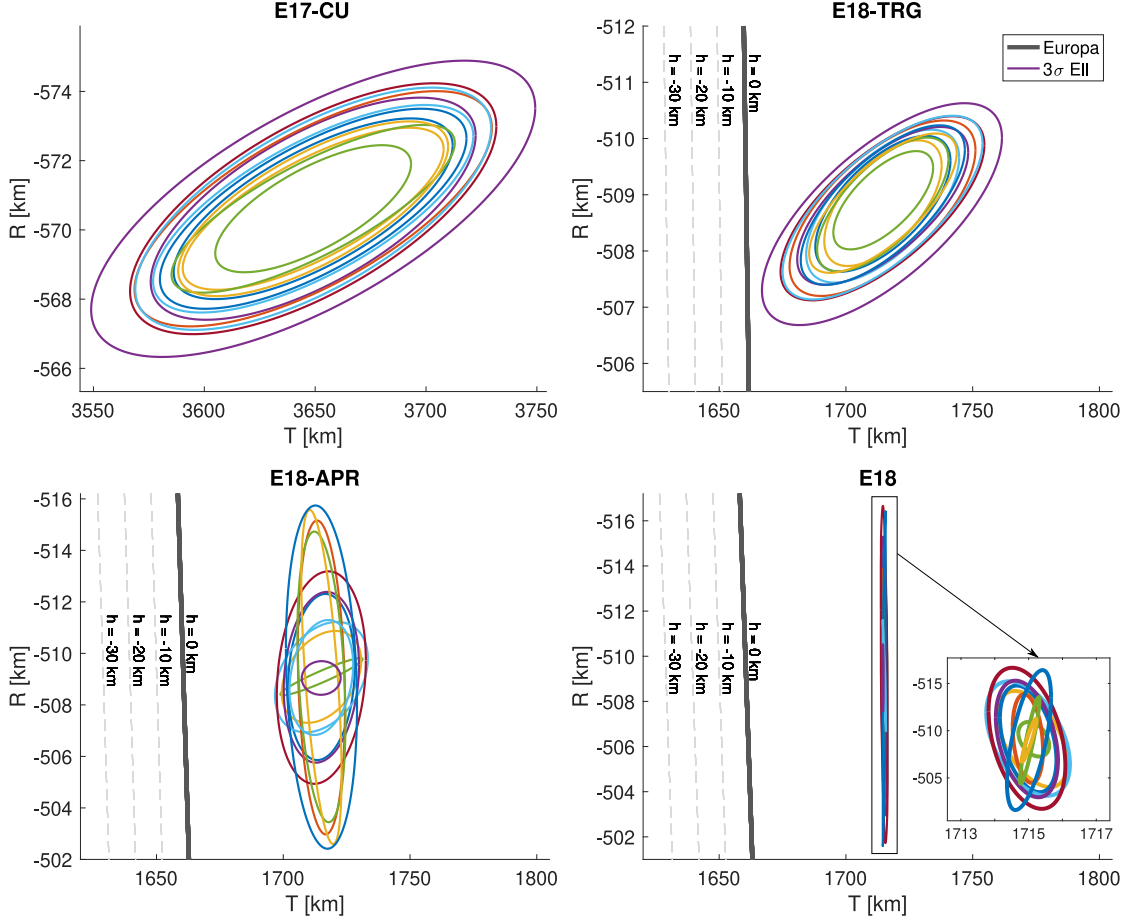 E17-CU
-574
-572
-570
-568
-566
R [km]
3550
3600
3650
3700
3750
T [km]
E18-TRG
-512
-511
-510
-509
-508
-507
-506
R [km]
h = -30 km
h = -20 km
h = -10 km
h = 0 km
Europa
3σ Ell
1650
1700
1750
1800
T [km]
E18-APR
-516
-514
-512
-510
-508
-506
-504
-502
R [km]
h = -30 km
h = -20 km
h = -10 km
h = 0 km
1650
1700
1750
1800
T [km]
E18
-516
-514
-512
-510
-508
-506
-504
-502
R [km]
h = -30 km
h = -20 km
h = -10 km
h = 0 km
-515
-510
-505
1713
1715
1717
1650
1700
1750
1800
T [km]